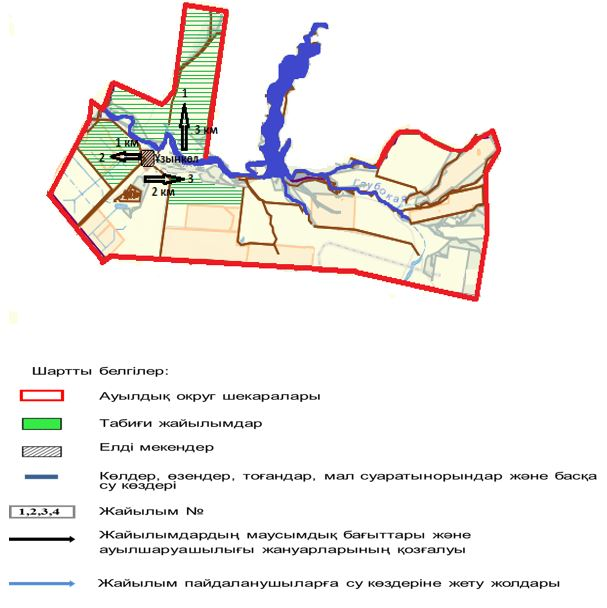 1
3 км
1 км
2
Ұзынкөл
3
2 км
Глубокая
Шартты белгілер:
Ауылдық округ шекаралары
Табиғи жайылымдар
Елді мекендер
Көлдер, өзендер, тоғандар, мал суаратынорындар және басқа
су көздері
1,2,3,4 Жайылым №
Жайылымдардың маусымдық бағыттары және
ауылшаруашылығы жануарларының қозғалуы
Жайылым пайдаланушыларға су көздеріне жету жолдары